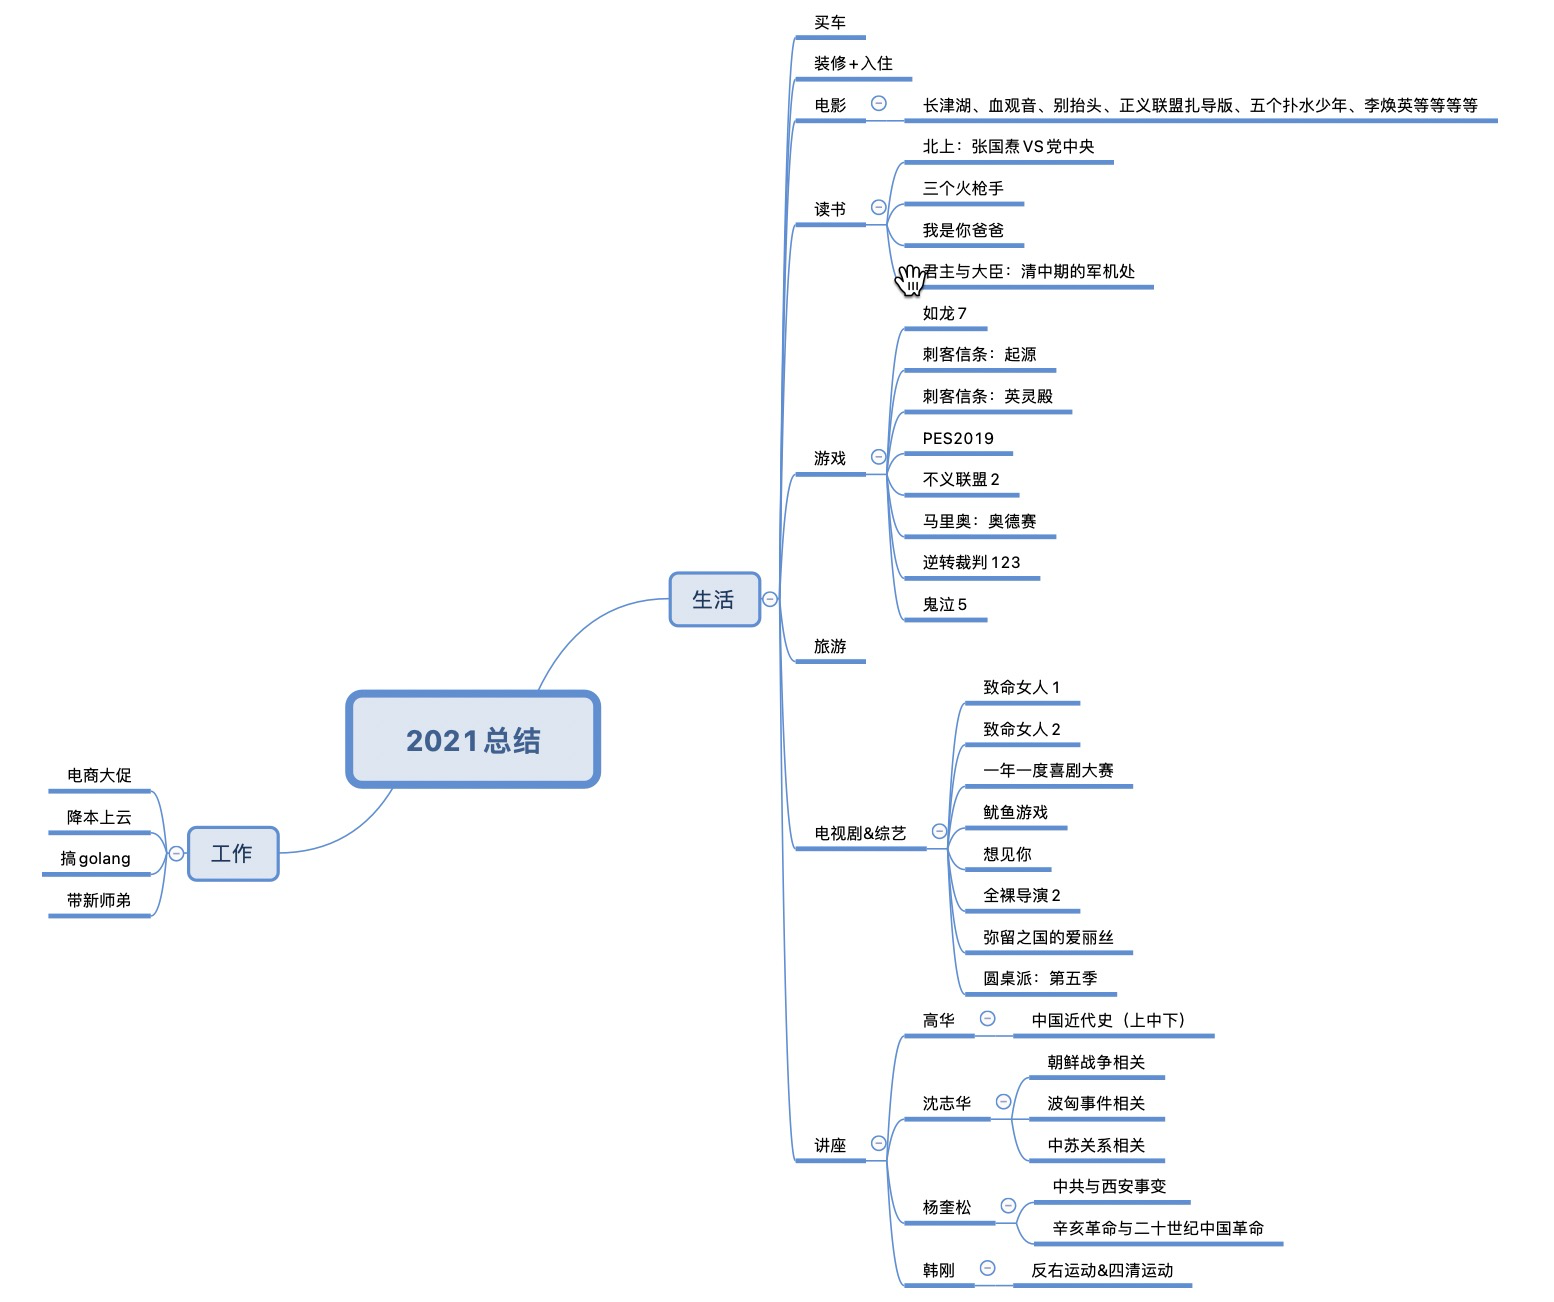 买车
装修+入住
电影
长津湖、血观音、别抬头、正义联盟扎导版、五个扑水少年、李焕英等等等等
读书
北上：张国焘VS党中央
三个火枪手
我是你爸爸
君主与大臣：清中期的军机处
游戏
如龙7
刺客信条：起源
刺客信条：英灵殿
PES2019
不义联盟2
马里奥：奥德赛
逆转裁判123
鬼泣5
生活
旅游
2021总结
电视剧&综艺
致命女人1
致命女人2
一年一度喜剧大赛
鱿鱼游戏
想见你
全裸导演2
弥留之国的爱丽丝
圆桌派：第五季
工作
电商大促
降本上云
搞golang
带新师弟
讲座
高华
中国近代史（上中下）
沈志华
朝鲜战争相关
波匈事件相关
中苏关系相关
杨奎松
中共与西安事变
辛亥革命与二十世纪中国革命
韩刚
反右运动&四清运动